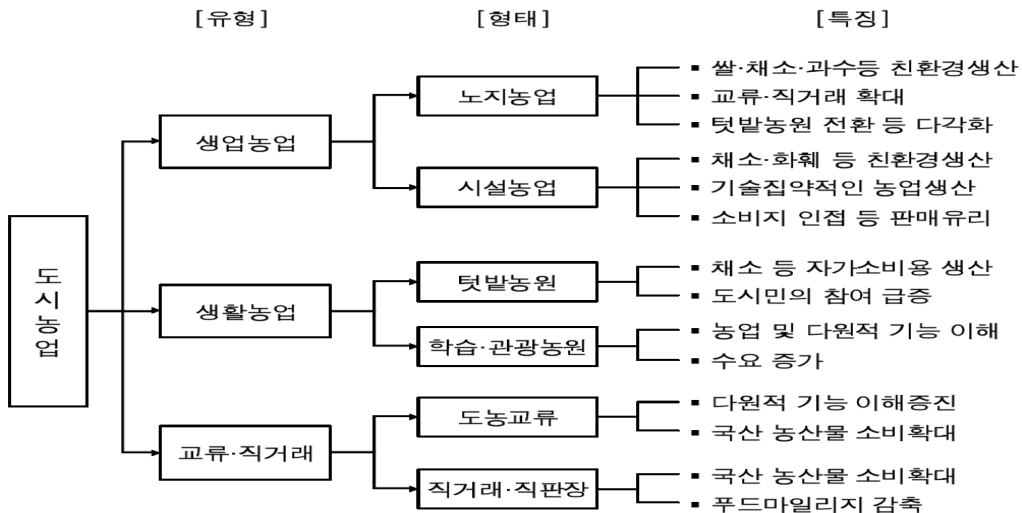 [유형] [형태] [특징]
도시농업
생업농업
노지농업
▪ 쌀·채소·과수등 친환경생산
▪ 교류·직거래 확대
▪ 텃밭농원 전환 등 다각화
시설농업
▪ 채소·화훼 등 친환경생산
▪ 기술집약적인 농업생산
▪ 소비지 인접 등 판매유리
생활농업
텃밭농원
▪ 채소 등 자가소비용 생산
▪ 도시민의 참여 급증
학습·관광농원
▪ 농업 및 다원적 기능 이해
▪ 수요 증가
교류·직거래
도농교류
▪ 다원적 기능 이해증진
▪ 국산 농산물 소비확대
직거래·직판장
▪ 국산 농산물 소비확대
▪ 푸드마일리지 감축